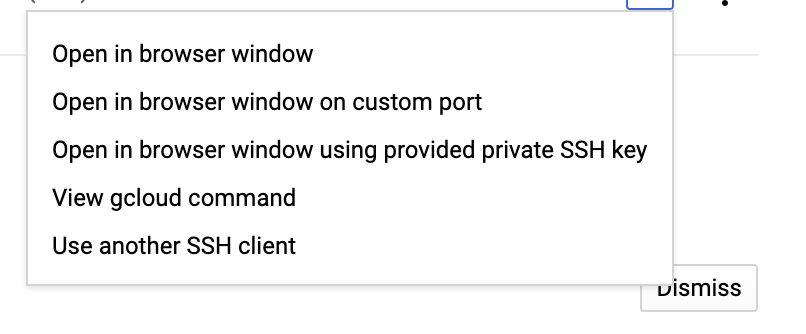 Open in browser window
Open in browser window on custom port
Open in browser window using provided private SSH key
View gcloud command
Use another SSH client
Dismiss